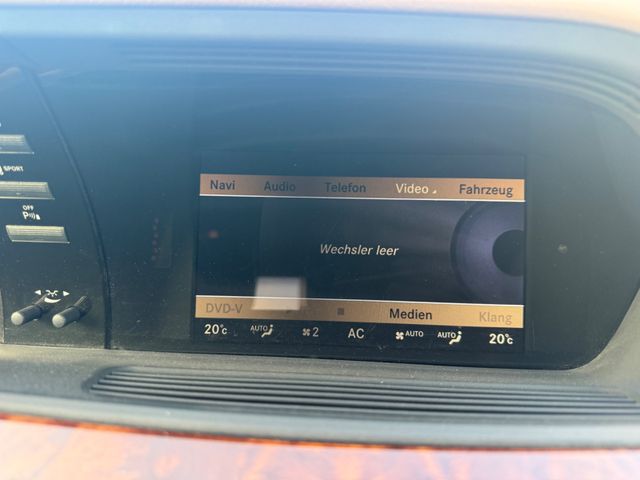 SPORT
OFF
P
Navi Audio Telefon Video Fahrzeug
Wechsler leer
DVD-V Medien Klang
20°C AUTO 2 AC AUTO AUTO 20°C